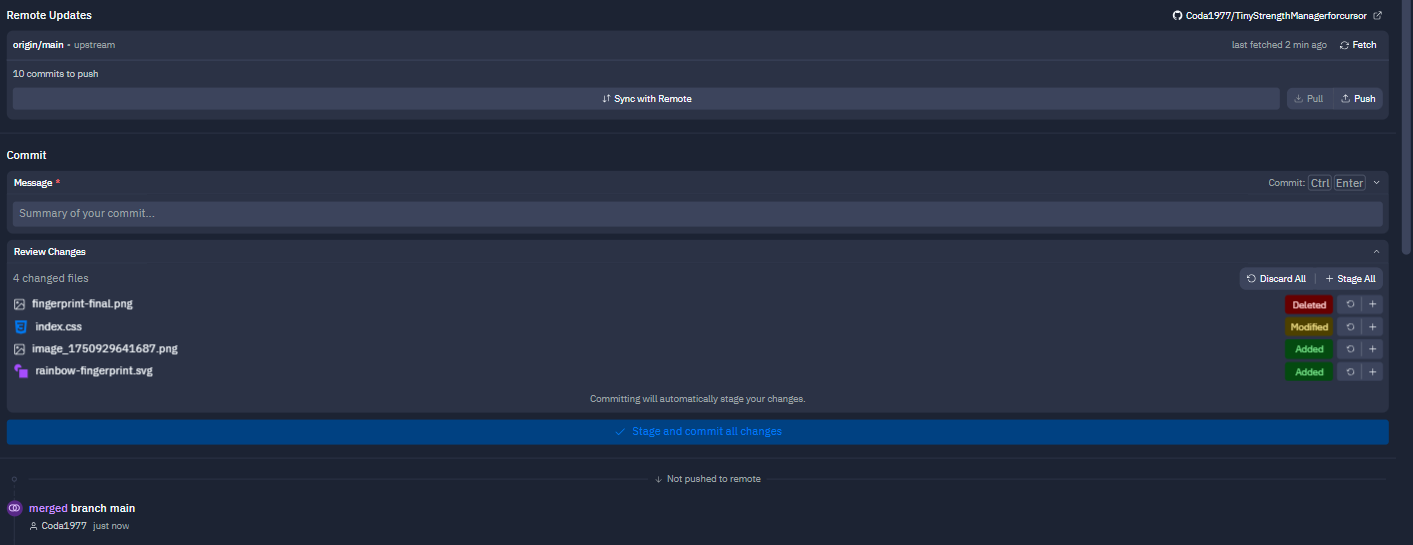 Remote Updates
Coda1977/TinyStrengthManagerforcursor
origin/main • upstream
last fetched 2 min ago
Fetch
10 commits to push
Sync with Remote
Pull
Push
Commit
Message *
Commit: Ctrl Enter
Summary of your commit...
Review Changes
4 changed files
Discard All
+ Stage All
fingerprint-final.png
Deleted
index.css
Modified
image_1750929641687.png
Added
rainbow-fingerprint.svg
Added
Committing will automatically stage your changes.
Stage and commit all changes
Not pushed to remote
merged branch main
Coda1977 just now